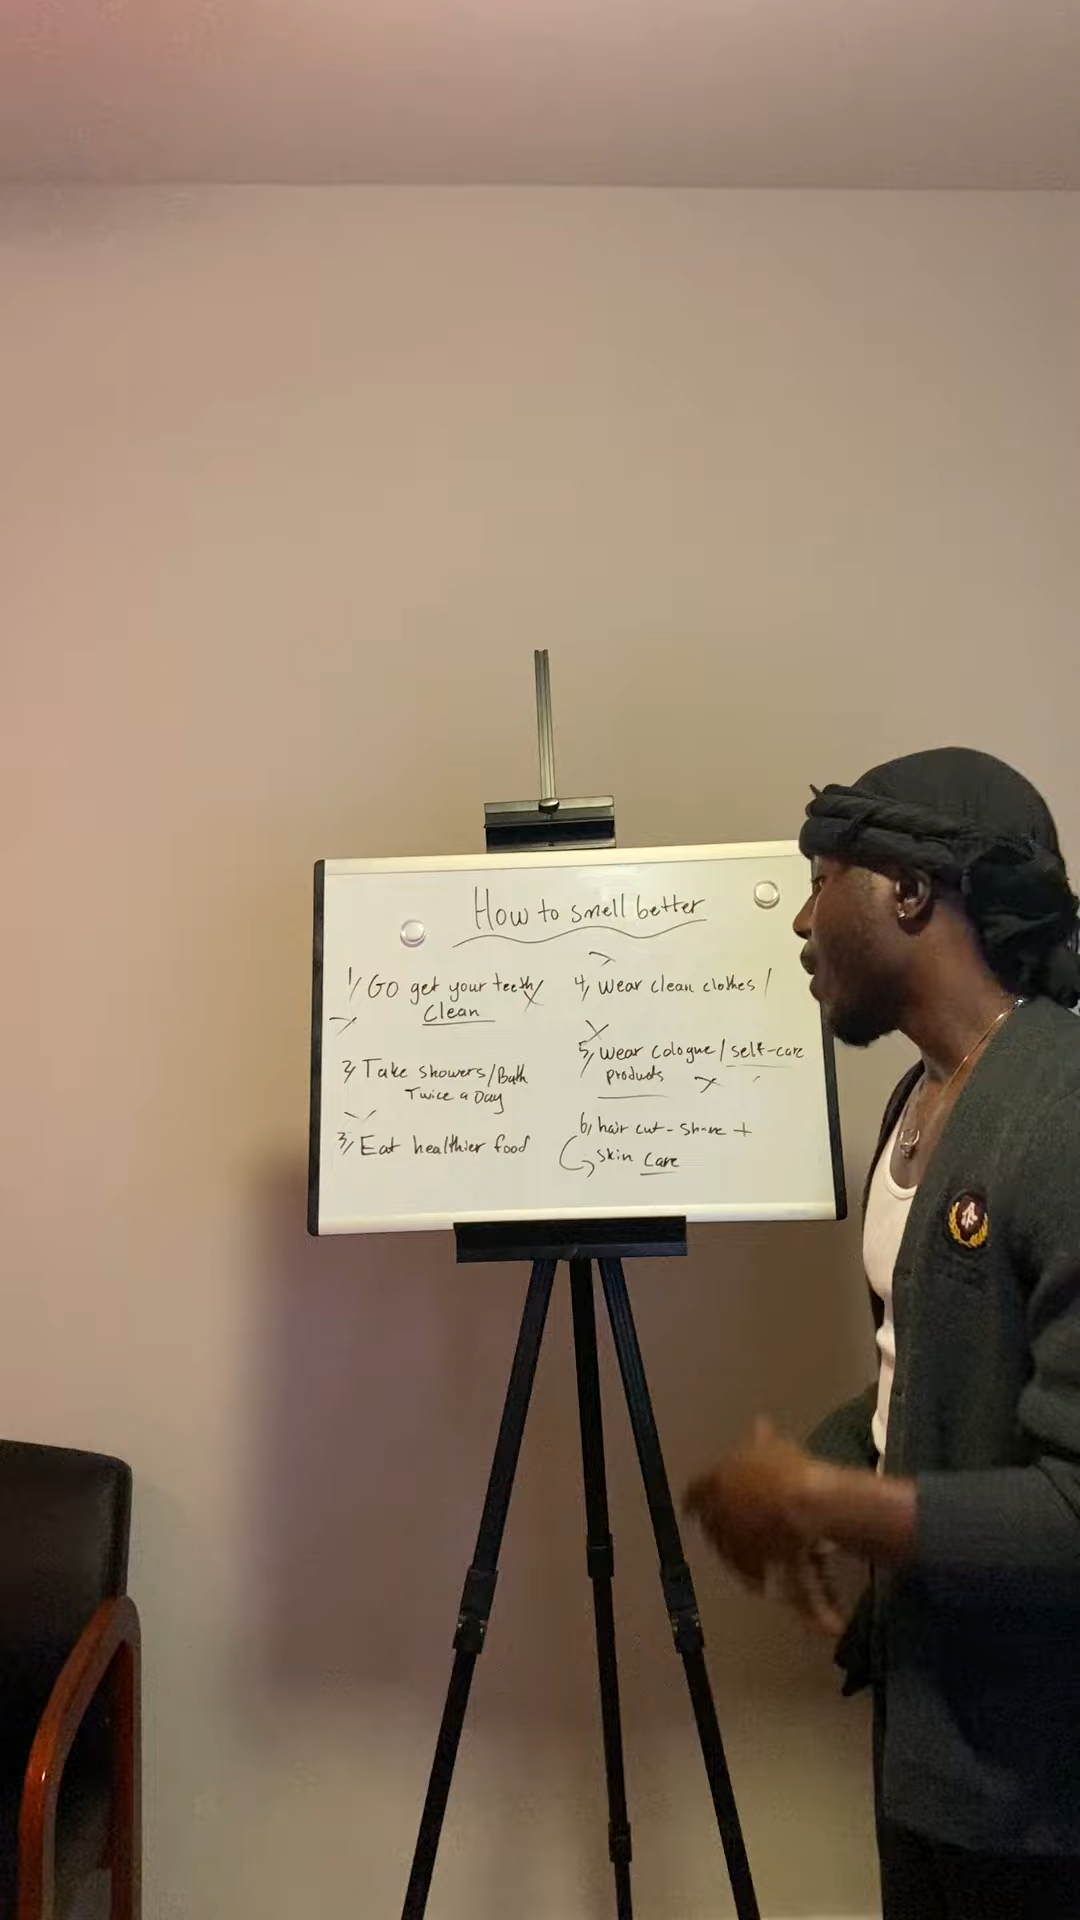 How to smell better
1/ Go get your teeth
Clean
2/ Take showers/Bath
Twice a Day
3/ Eat healthier food
4, wear clean clothes /
5, wear cologne / self-care
products
6, hair cut - shave +
skin care